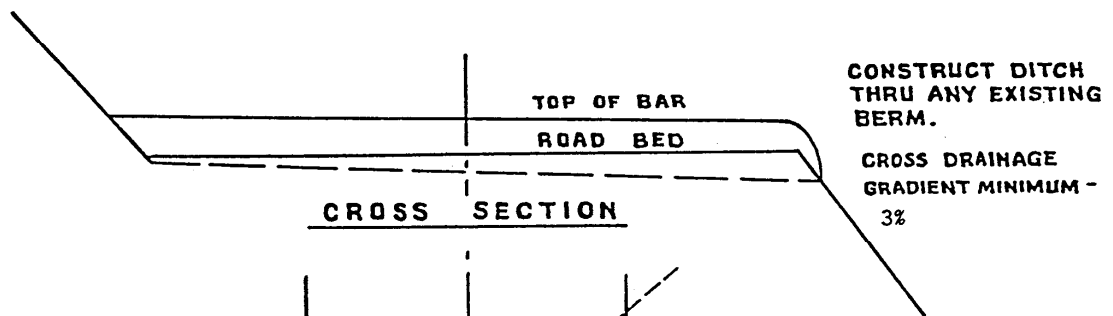 TOP OF BAR
ROAD BED
CROSS SECTION
CONSTRUCT DITCH
THRU ANY EXISTING
BERM.
CROSS DRAINAGE
GRADIENT MINIMUM -
3%